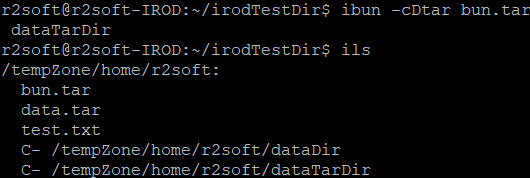 r2soft@r2soft-IROD:~/irodTestDir$ ibun -cDtar bun.tar
dataTarDir
r2soft@r2soft-IROD:~/irodTestDir$ ils
/tempZone/home/r2soft:
bun.tar
data.tar
test.txt
C- /tempZone/home/r2soft/dataDir
C- /tempZone/home/r2soft/dataTarDir